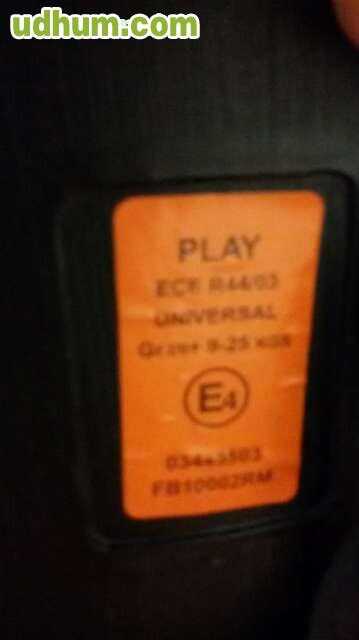 udhum.com
PLAY
ECE R44/03
UNIVERSAL
9-25 KGS
E4
FB10002RM